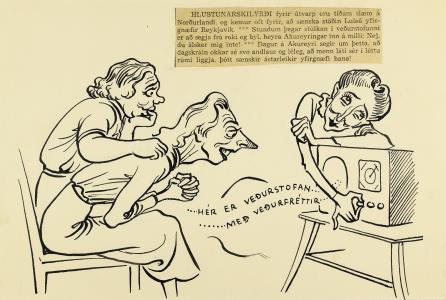 HLUSTUNARSKILYRÐI fyrir útvarp eru tíðum slæm á
Norðurlandi, og kemur oft fyrir, að sænska stöðin Luleå yfir-
gnæfir Reykjavík. *** Stundum þegar stúlkan í veðurstofunni
er að segja frá roki og byl, heyra Akureyringar inn á milli: Nej,
du älsker mig inte! *** Dagur á Akureyri segir um þetta, að
dagskráin okkar sé svo andlaus og léleg, að menn láti sér í léttu
rúmi liggja, þótt sænskir ástarleikir yfirgnæfi hana!
...HÉR ER VEÐURSTOFAN...
...MEÐ VEÐURFRÉTTIR...